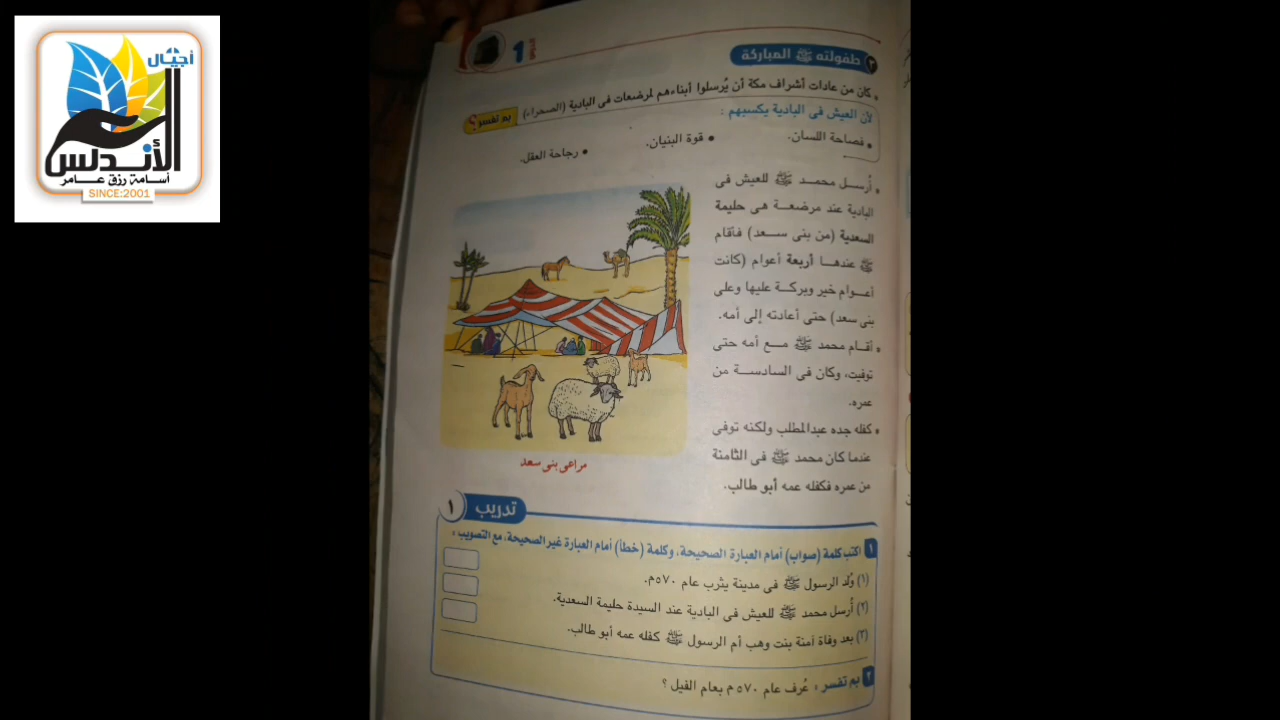 أجيال
الأندلس
أسامة رزق عامر
SINCE:2001
الدرس 1
٣ طفولته ﷺ المباركة
• كان من عادات أشراف مكة أن يُرسلوا أبناءهم لمرضعات فى البادية (الصحراء) بم تفسر؟
لأن العيش فى البادية يكسبهم :
• فصاحة اللسان. • قوة البنيان. • رجاحة العقل.
• أُرسل محمد ﷺ للعيش فى
البادية عند مرضعة هى حليمة
السعدية (من بنى سعد) فأقام
ﷺ عندها أربعة أعوام (كانت
أعوام خير وبركة عليها وعلى
بنى سعد) حتى أعادته إلى أمه.
• أقام محمد ﷺ مع أمه حتى
توفيت، وكان فى السادسة من
عمره.
• كفله جده عبدالمطلب ولكنه توفى
عندما كان محمد ﷺ فى الثامنة
من عمره فكفله عمه أبو طالب.
مراعى بنى سعد
تدريب ١
١ اكتب كلمة (صواب) أمام العبارة الصحيحة، وكلمة (خطأ) أمام العبارة غير الصحيحة، مع التصويب :
(١) وُلد الرسول ﷺ فى مدينة يثرب عام ٥٧٠م.
(٢) أُرسل محمد ﷺ للعيش فى البادية عند السيدة حليمة السعدية.
(٣) بعد وفاة آمنة بنت وهب أم الرسول ﷺ كفله عمه أبو طالب.
٢ بم تفسر : عُرف عام ٥٧٠ م بعام الفيل ؟